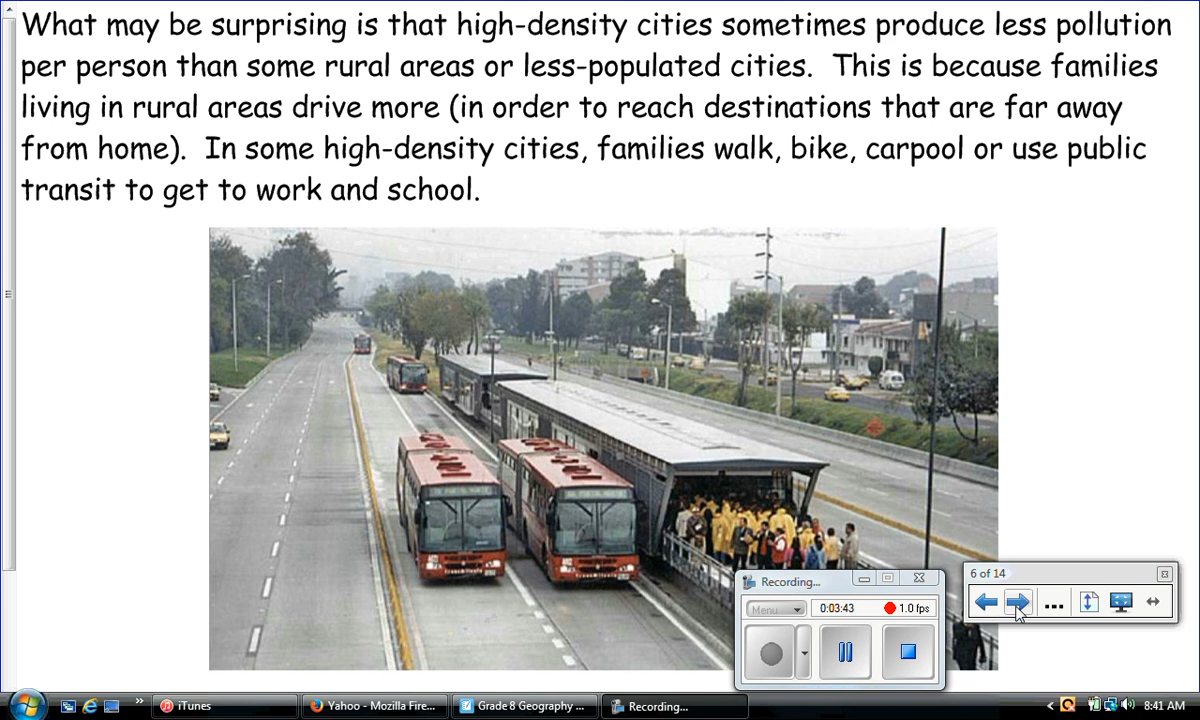 What may be surprising is that high-density cities sometimes produce less pollution
per person than some rural areas or less-populated cities. This is because families
living in rural areas drive more (in order to reach destinations that are far away
from home). In some high-density cities, families walk, bike, carpool or use public
transit to get to work and school.
6 of 14
Recording...
Menu 0:03:43 1.0 fps
iTunes Yahoo - Mozilla Fire... Grade 8 Geography ... Recording... 8:41 AM